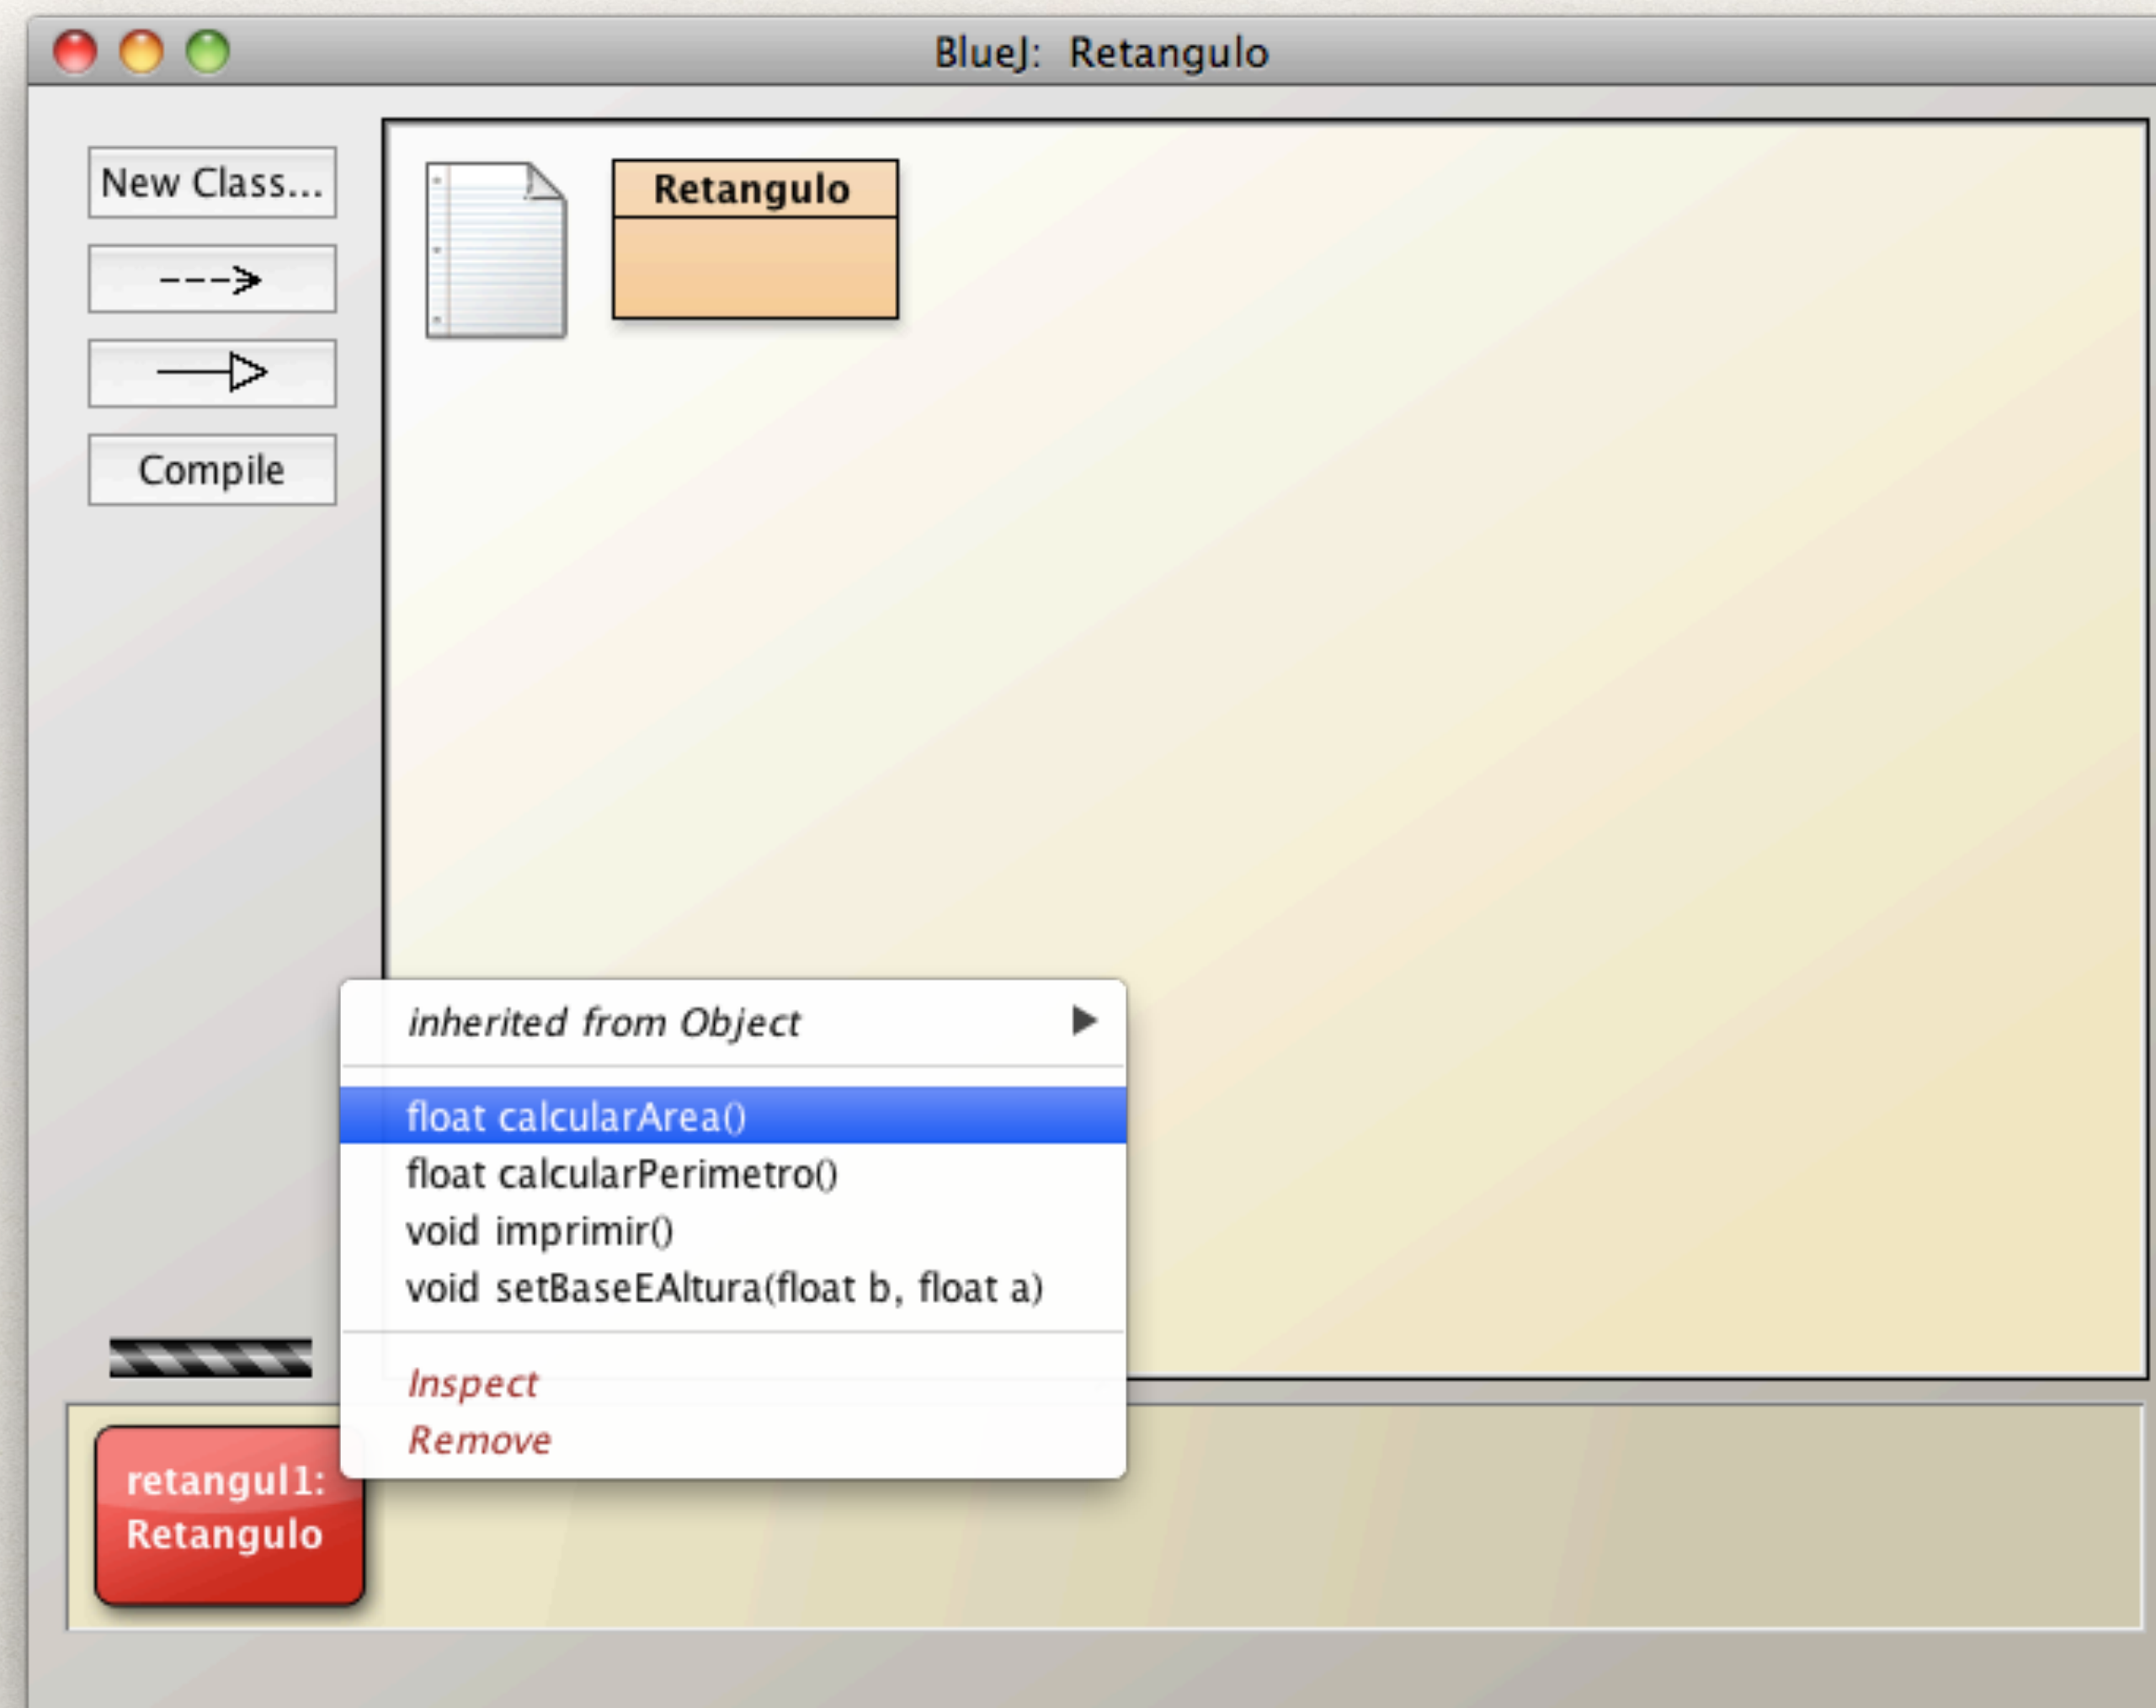 BlueJ: Retangulo
New Class...
Compile
Retangulo
inherited from Object
float calcularArea()
float calcularPerimetro()
void imprimir()
void setBaseEAltura(float b, float a)
Inspect
Remove
retangul1:
Retangulo